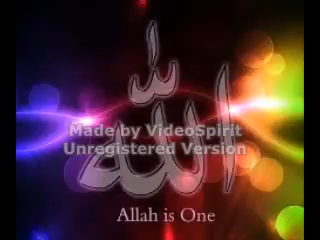 الله
Made by VideoSpirit
Unregistered Version
Allah is One